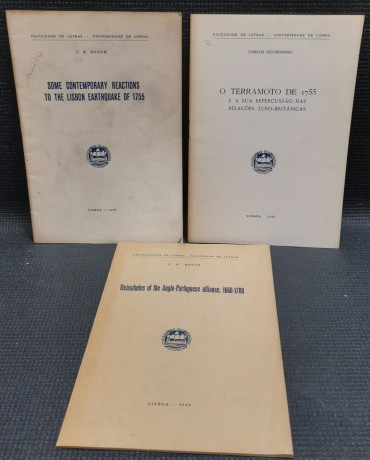 FACULDADE DE LETRAS - UNIVERSIDADE DE LISBOA
C. R. BOXER
SOME CONTEMPORARY REACTIONS
TO THE LISBON EARTHQUAKE OF 1755
LISBOA
FACULDADE DE LETRAS - UNIVERSIDADE DE LISBOA
CARLOS ESTORNINHO
O TERRAMOTO DE 1755
E A SUA REPERCUSSÃO NAS
RELAÇÕES LUSO-BRITÂNICAS
LISBOA
UNIVERSIDADE DE LISBOA - FACULDADE DE LETRAS
C. R. BOXER
Vicissitudes of the Anglo-Portuguese alliance, 1660-1700
LISBOA